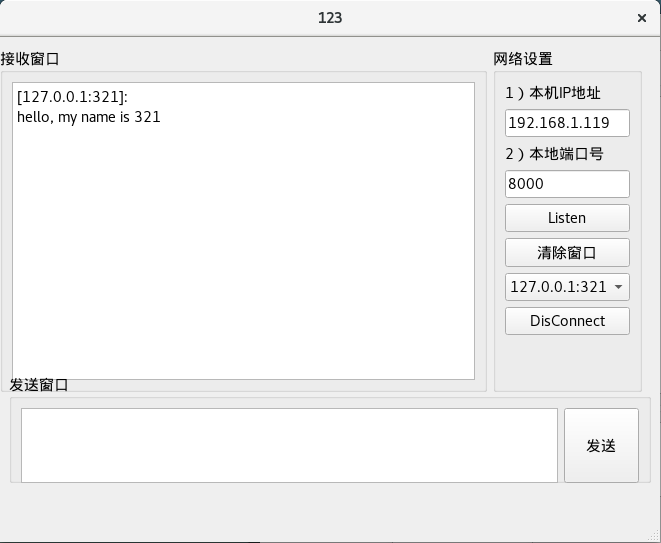 123
接收窗口
[127.0.0.1:321]:
hello, my name is 321
网络设置
1）本机IP地址
192.168.1.119
2）本地端口号
8000
Listen
清除窗口
127.0.0.1:321
DisConnect
发送窗口
发送